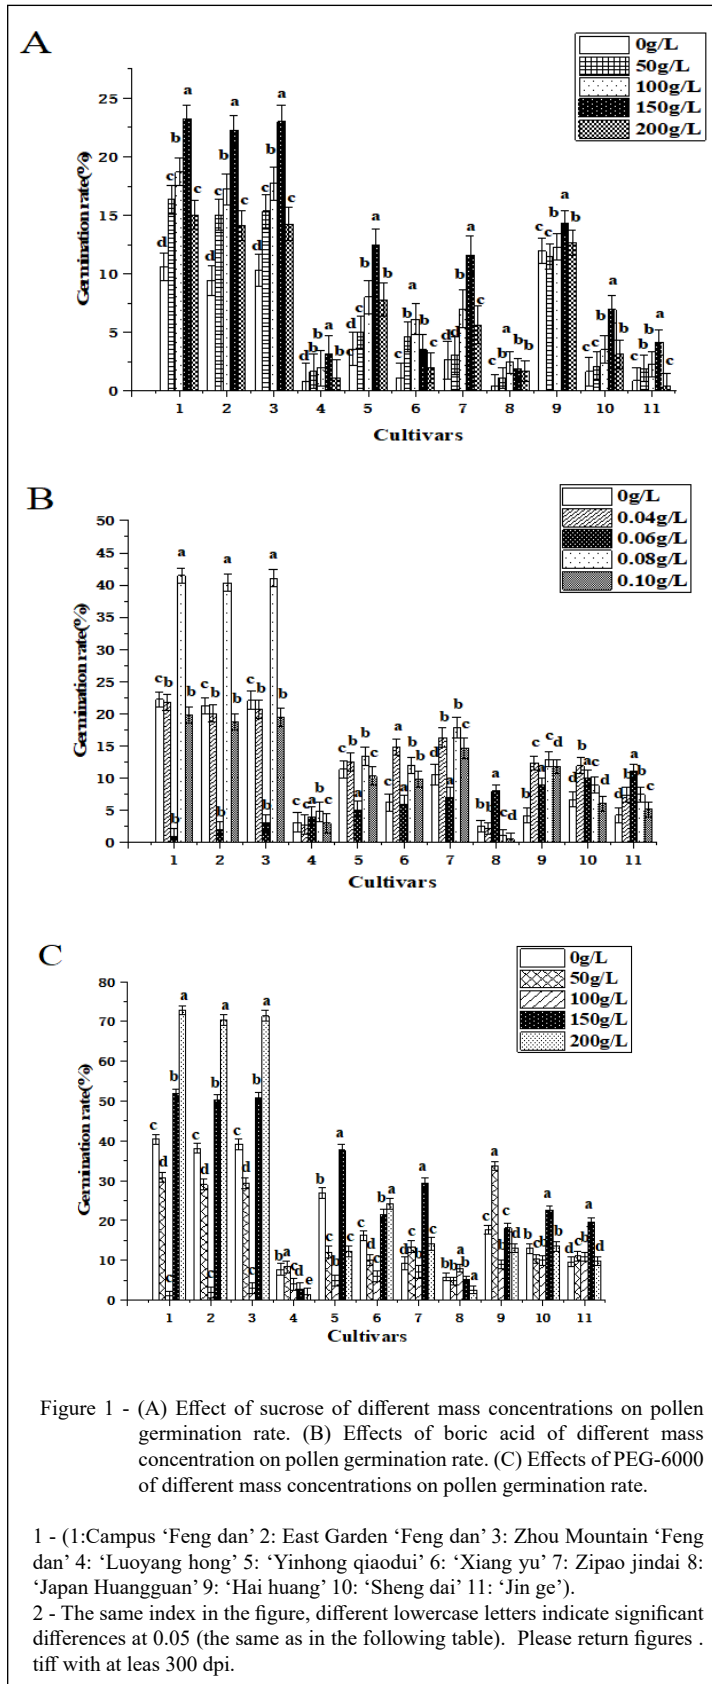 A
0g/L
50g/L
100g/L
150g/L
200g/L
Germination rate(%)
25
20
15
10
5
0
d c b a c
d c b a c
d c b a c
d b b a b
d c b a b
c b a b c
d d b a c
c b a b b
c c b a b
c c b a b
c b b a c
1 2 3 4 5 6 7 8 9 10 11
Cultivars
B
0g/L
0.04g/L
0.06g/L
0.08g/L
0.10g/L
Germination rate(%)
50
45
40
35
30
25
20
15
10
5
0
c b b a b
c b b a b
c b b a b
c c a b c
c b a b c
c a a b b
d b a b c
b b a c d
b c a c d
c b a c d
d b a b c
1 2 3 4 5 6 7 8 9 10 11
Cultivars
C
0g/L
50g/L
100g/L
150g/L
200g/L
Germination rate(%)
80
70
60
50
40
30
20
10
0
c d c b a
c d c b a
c d c b a
b a c d e
b c b a c
c d c b a
d c b a c
b b a b a
c a b c d
b c b a b
d c b a d
1 2 3 4 5 6 7 8 9 10 11
Cultivars
Figure 1 - (A) Effect of sucrose of different mass concentrations on pollen
germination rate. (B) Effects of boric acid of different mass
concentration on pollen germination rate. (C) Effects of PEG-6000
of different mass concentrations on pollen germination rate.
1 - (1:Campus ‘Feng dan’ 2: East Garden ‘Feng dan’ 3: Zhou Mountain ‘Feng
dan’ 4: ‘Luoyang hong’ 5: ‘Yinhong qiaodui’ 6: ‘Xiang yu’ 7: Zipao jindai 8:
‘Japan Huangguan’ 9: ‘Hai huang’ 10: ‘Sheng dai’ 11: ‘Jin ge’).
2 - The same index in the figure, different lowercase letters indicate significant
differences at 0.05 (the same as in the following table). Please return figures .
tiff with at leas 300 dpi.